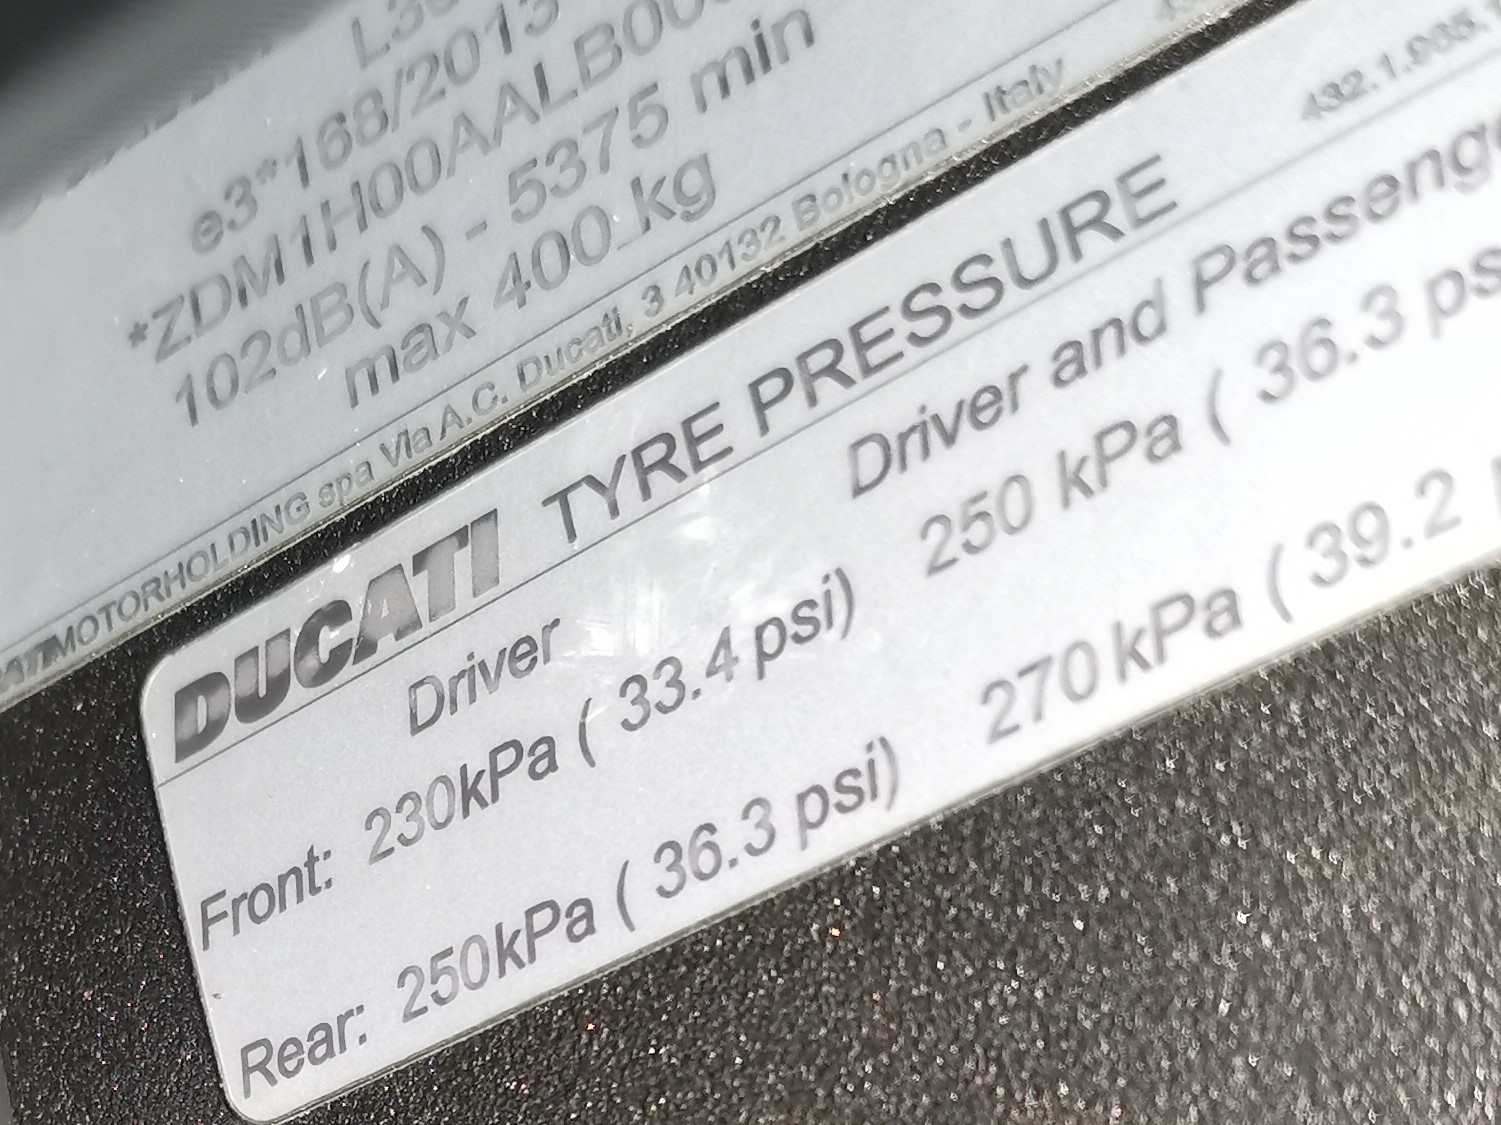 e3*168/2013
*ZDM1H00AALB00
102dB(A) - 5375 min
max 400 kg
MOTORHOLDING spa Via A.C. Ducati, 3 40132 Bologna - Italy
432.1.
DUCATI TYRE PRESSURE
Driver Driver and Passeng
Front: 230kPa ( 33.4 psi) 250 kPa ( 36.3 ps
Rear: 250kPa ( 36.3 psi) 270 kPa ( 39.2